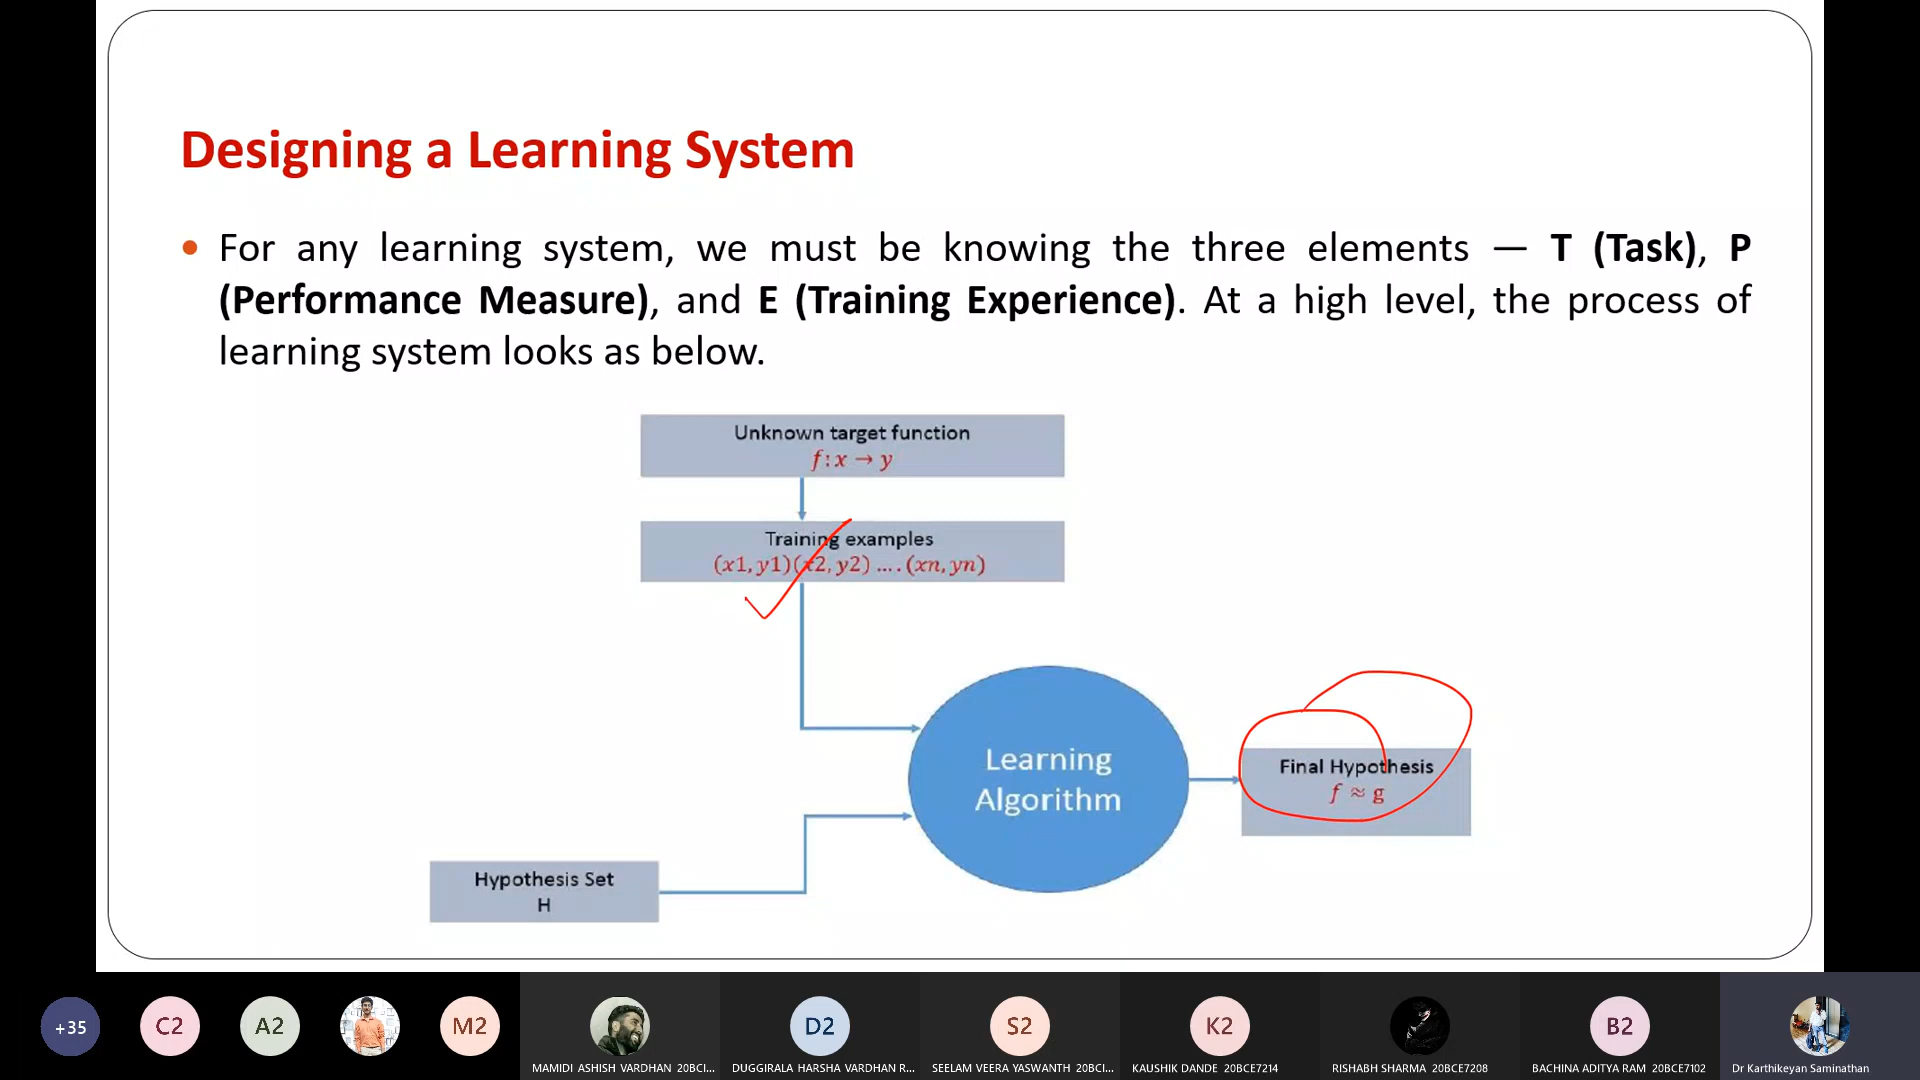 Designing a Learning System
• For any learning system, we must be knowing the three elements — T (Task), P
(Performance Measure), and E (Training Experience). At a high level, the process of
learning system looks as below.
Unknown target function
f: x → y
Training examples
(x1, y1)(x2, y2) .... (xn, yn)
Learning
Algorithm
Final Hypothesis
f ≈ g
Hypothesis Set
H
+35
C2
A2
M2
D2
S2
K2
B2
MAMIDI ASHISH VARDHAN 20BCI...
DUGGIRALA HARSHA VARDHAN R...
SEELAM VEERA YASWANTH 20BCI...
KAUSHIK DANDE 20BCE7214
RISHABH SHARMA 20BCE7208
BACHINA ADITYA RAM 20BCE7102
Dr Karthikeyan Saminathan